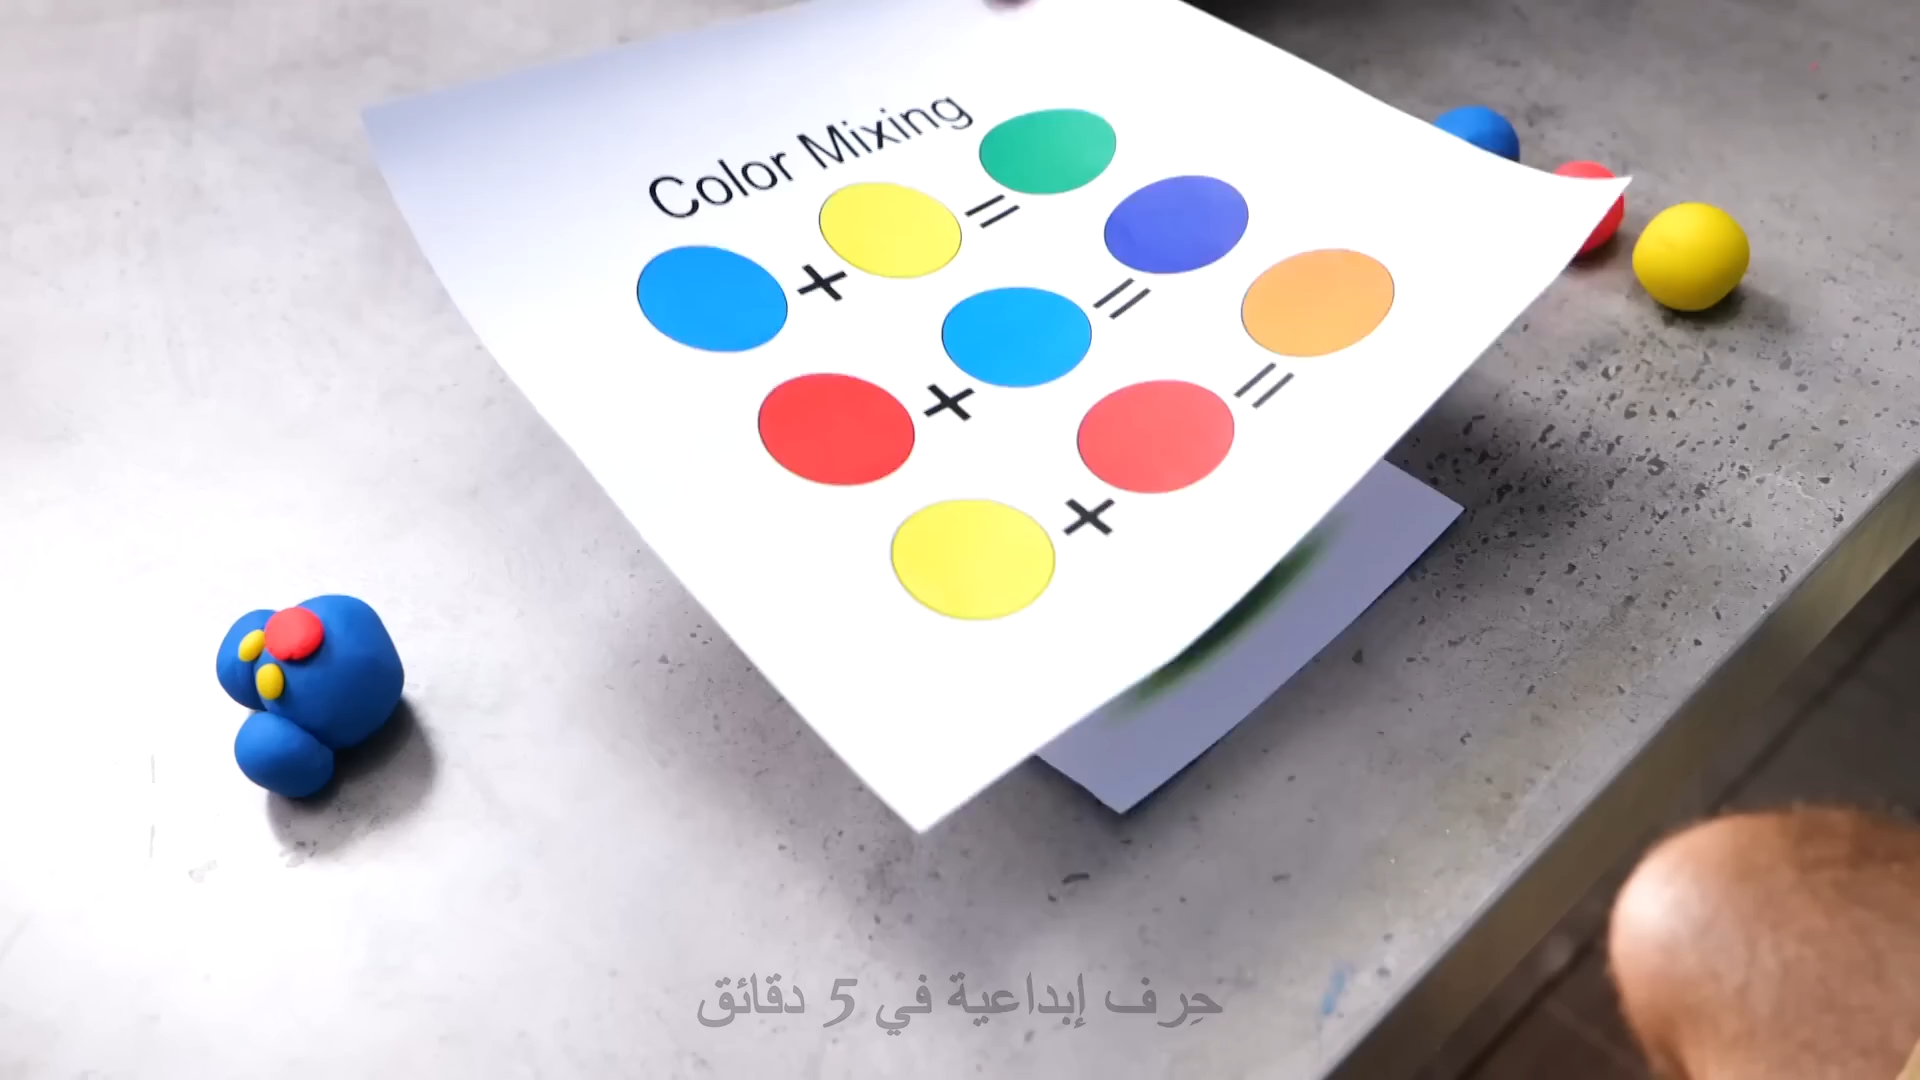 Color Mixing
+ =
+ =
+ =
حِرف إبداعية في 5 دقائق